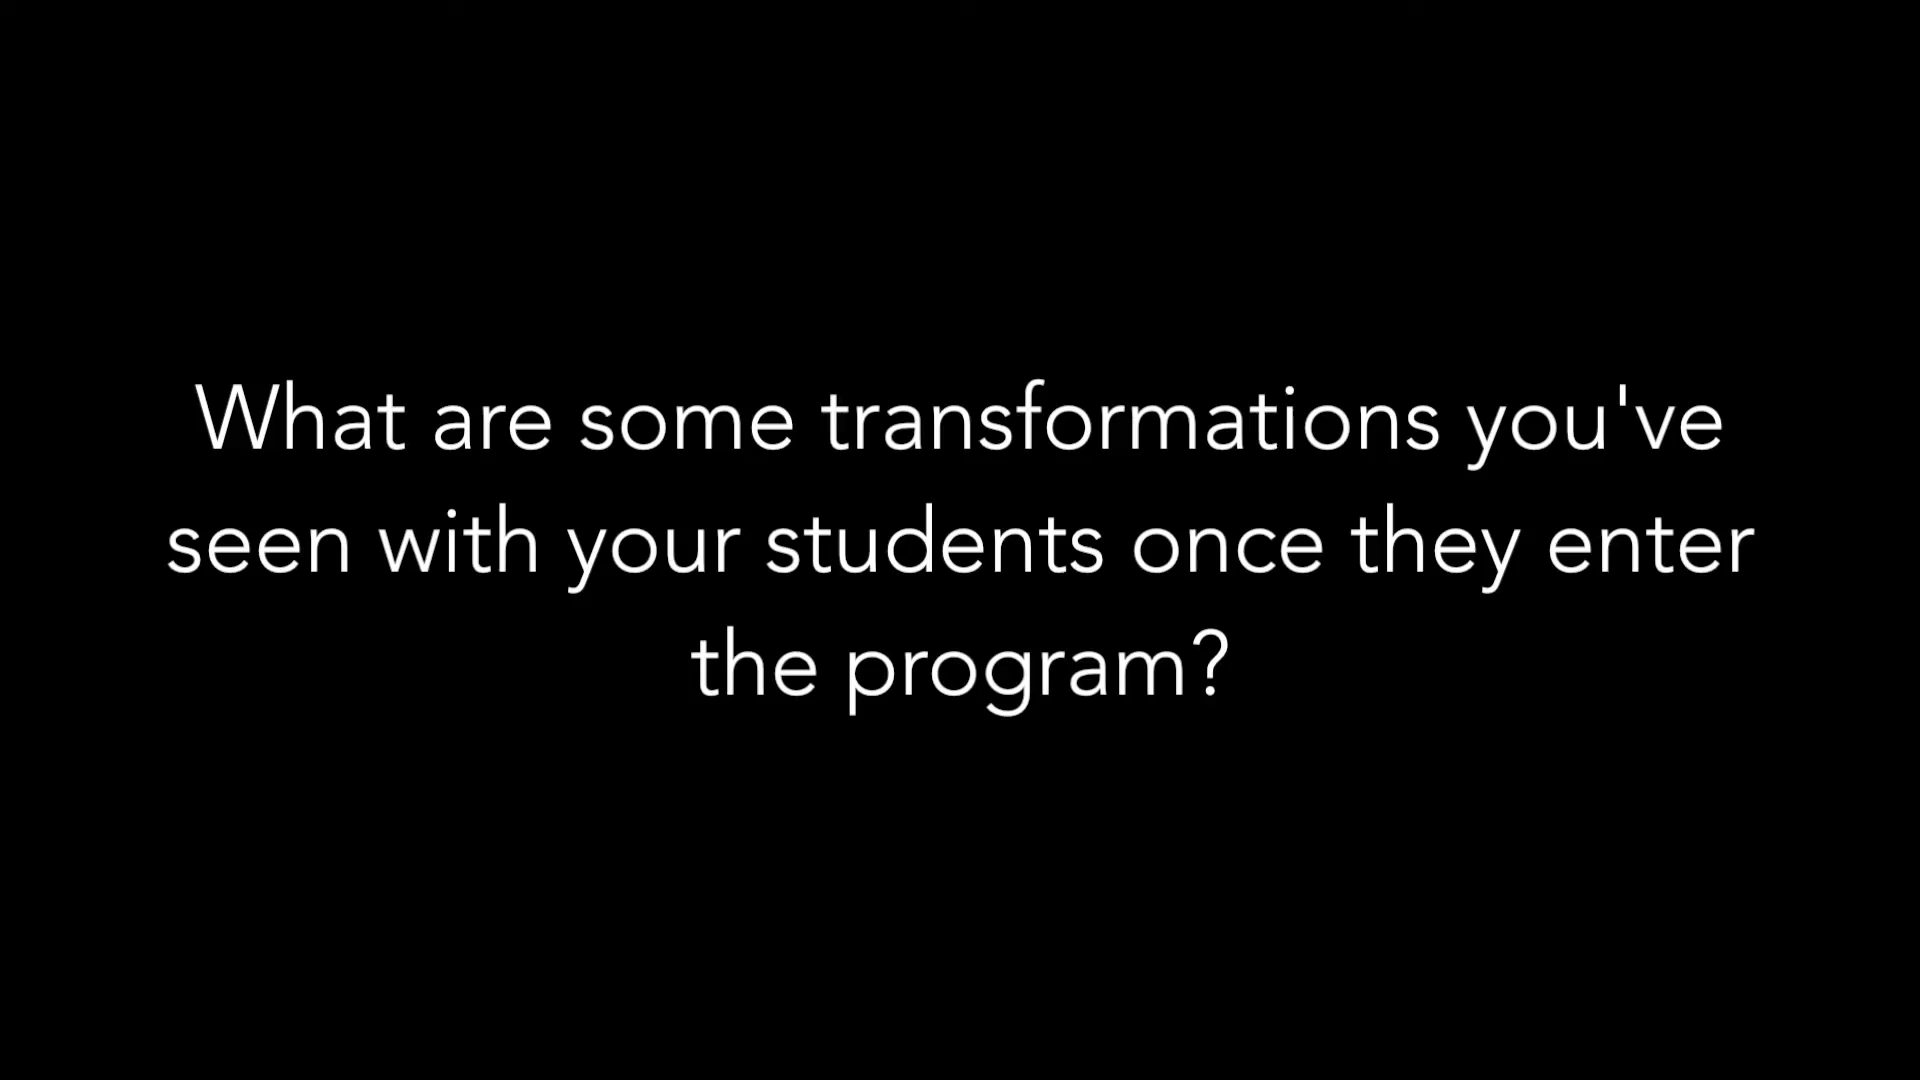 What are some transformations you've
seen with your students once they enter
the program?